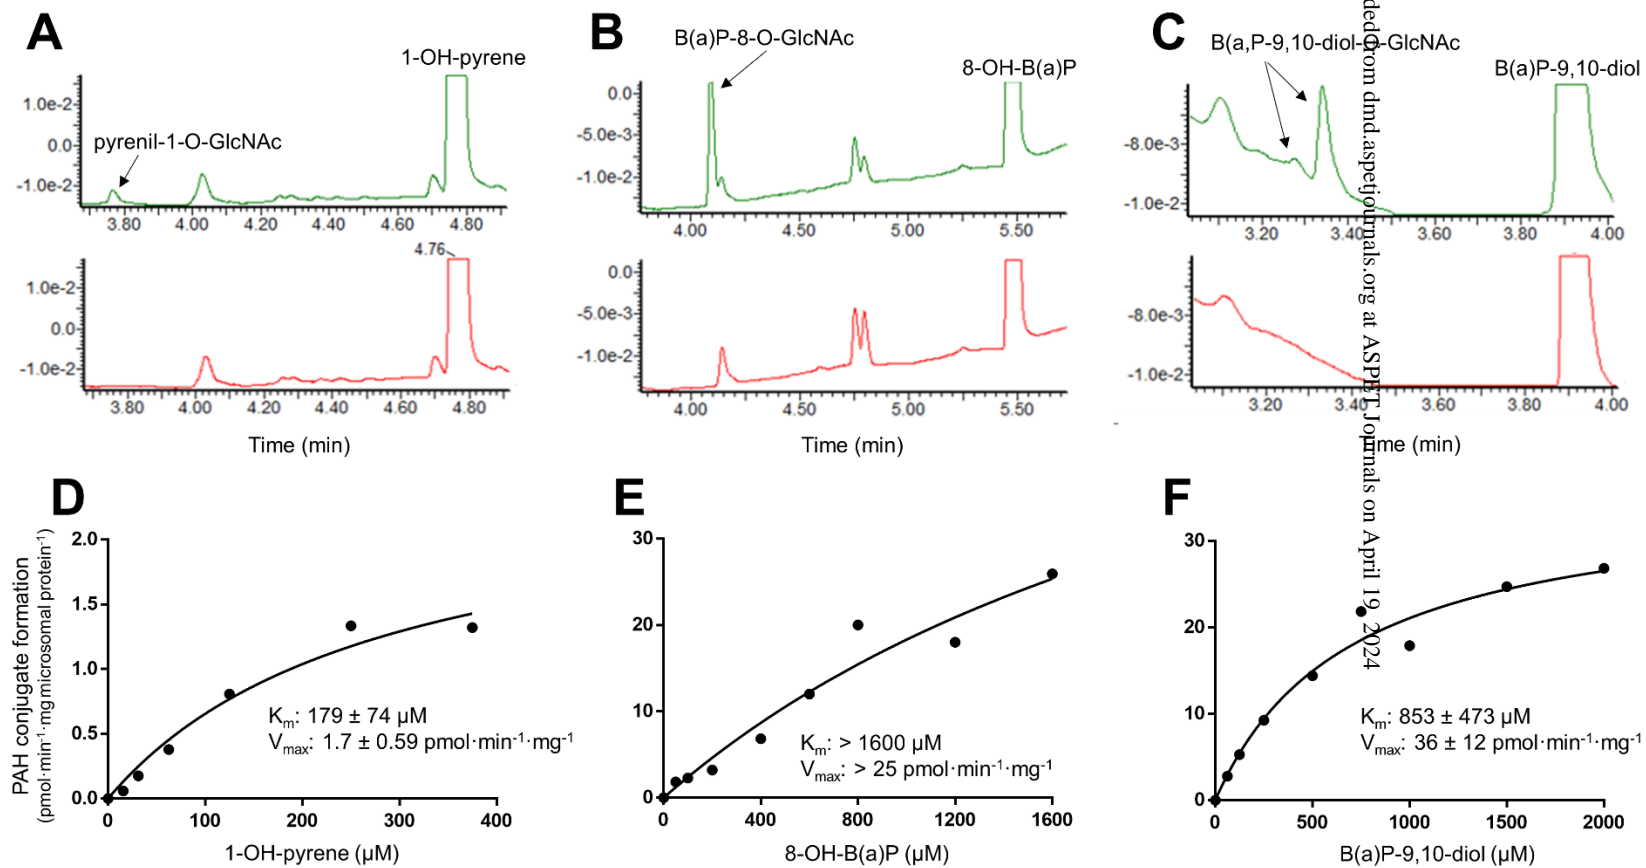 A
B
C
1-OH-pyrene
pyrenil-1-O-GlcNAc
1.0e-2
0.0
-1.0e-2
3.80 4.00 4.20 4.40 4.60 4.80
4.76
1.0e-2
0.0
-1.0e-2
3.80 4.00 4.20 4.40 4.60 4.80
Time (min)
B(a)P-8-O-GlcNAc
8-OH-B(a)P
0.0
-5.0e-3
-1.0e-2
4.00 4.50 5.00 5.50
0.0
-5.0e-3
-1.0e-2
4.00 4.50 5.00 5.50
Time (min)
B(a,P-9,10-diol-O-GlcNAc
B(a)P-9,10-diol
-8.0e-3
-1.0e-2
3.20 3.40 3.60 3.80 4.00
-8.0e-3
-1.0e-2
3.20 3.40 3.60 3.80 4.00
Time (min)
ded from dmd.aspetjournals.org at ASPET Journals on April 19, 2024
D
PAH conjugate formation
(pmol·min⁻¹·mg microsomal protein⁻¹)
2.0
1.5
1.0
0.5
0.0
0 100 200 300 400
Kₘ: 179 ± 74 µM
Vₘₐₓ: 1.7 ± 0.59 pmol·min⁻¹·mg⁻¹
1-OH-pyrene (µM)
E
30
20
10
0
0 400 800 1200 1600
Kₘ: > 1600 µM
Vₘₐₓ: > 25 pmol·min⁻¹·mg⁻¹
8-OH-B(a)P (µM)
F
30
20
10
0
0 500 1000 1500 2000
Kₘ: 853 ± 473 µM
Vₘₐₓ: 36 ± 12 pmol·min⁻¹·mg⁻¹
B(a)P-9,10-diol (µM)